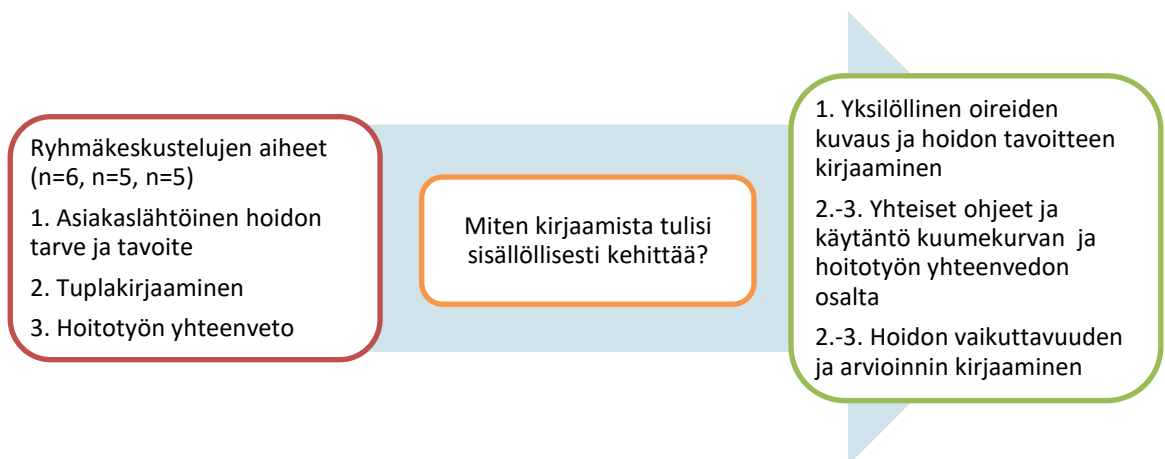 Ryhmäkeskustelujen aiheet
(n=6, n=5, n=5)
1. Asiakaslähtöinen hoidon
tarve ja tavoite
2. Tuplakirjaaminen
3. Hoitotyön yhteenveto
Miten kirjaamista tulisi
sisällöllisesti kehittää?
1. Yksilöllinen oireiden
kuvaus ja hoidon tavoitteen
kirjaaminen
2.-3. Yhteiset ohjeet ja
käytäntö kuumekurvan ja
hoitotyön yhteenvedon
osalta
2.-3. Hoidon vaikuttavuuden
ja arvioinnin kirjaaminen